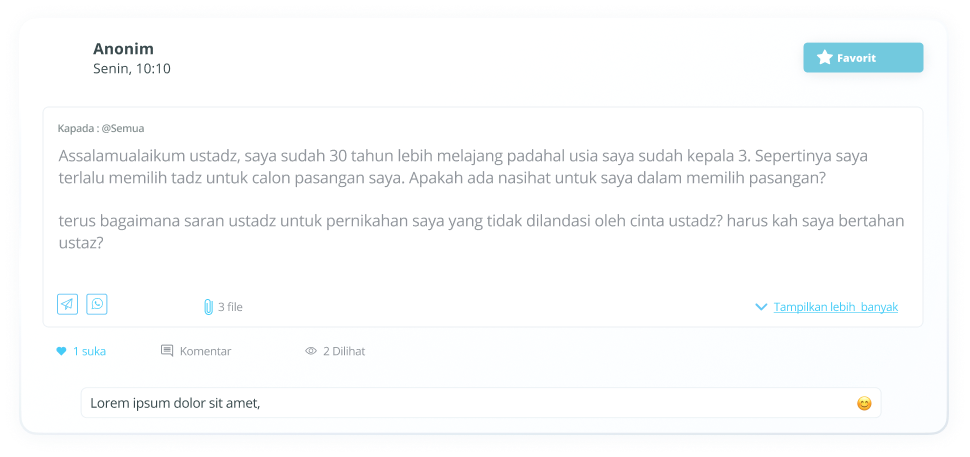 Anonim
Senin, 10:10
Favorit
Kapada : @Semua
Assalamualaikum ustadz, saya sudah 30 tahun lebih melajang padahal usia saya sudah kepala 3. Sepertinya saya
terlalu memilih tadz untuk calon pasangan saya. Apakah ada nasihat untuk saya dalam memilih pasangan?
terus bagaimana saran ustadz untuk pernikahan saya yang tidak dilandasi oleh cinta ustadz? harus kah saya bertahan
ustaz?
3 file
Tampilkan lebih banyak
1 suka
Komentar
2 Dilihat
Lorem ipsum dolor sit amet,